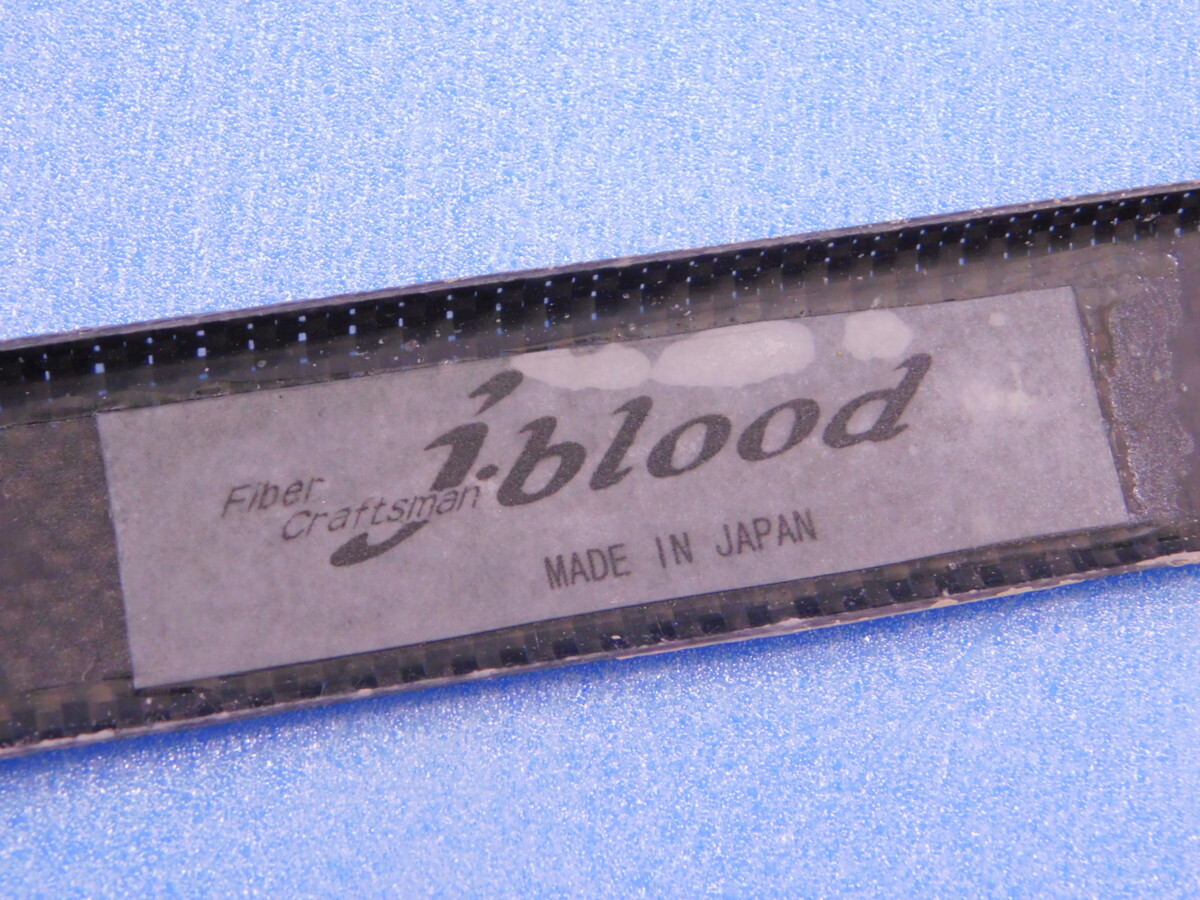 Fiber
Craftsman
j.blood
MADE IN JAPAN